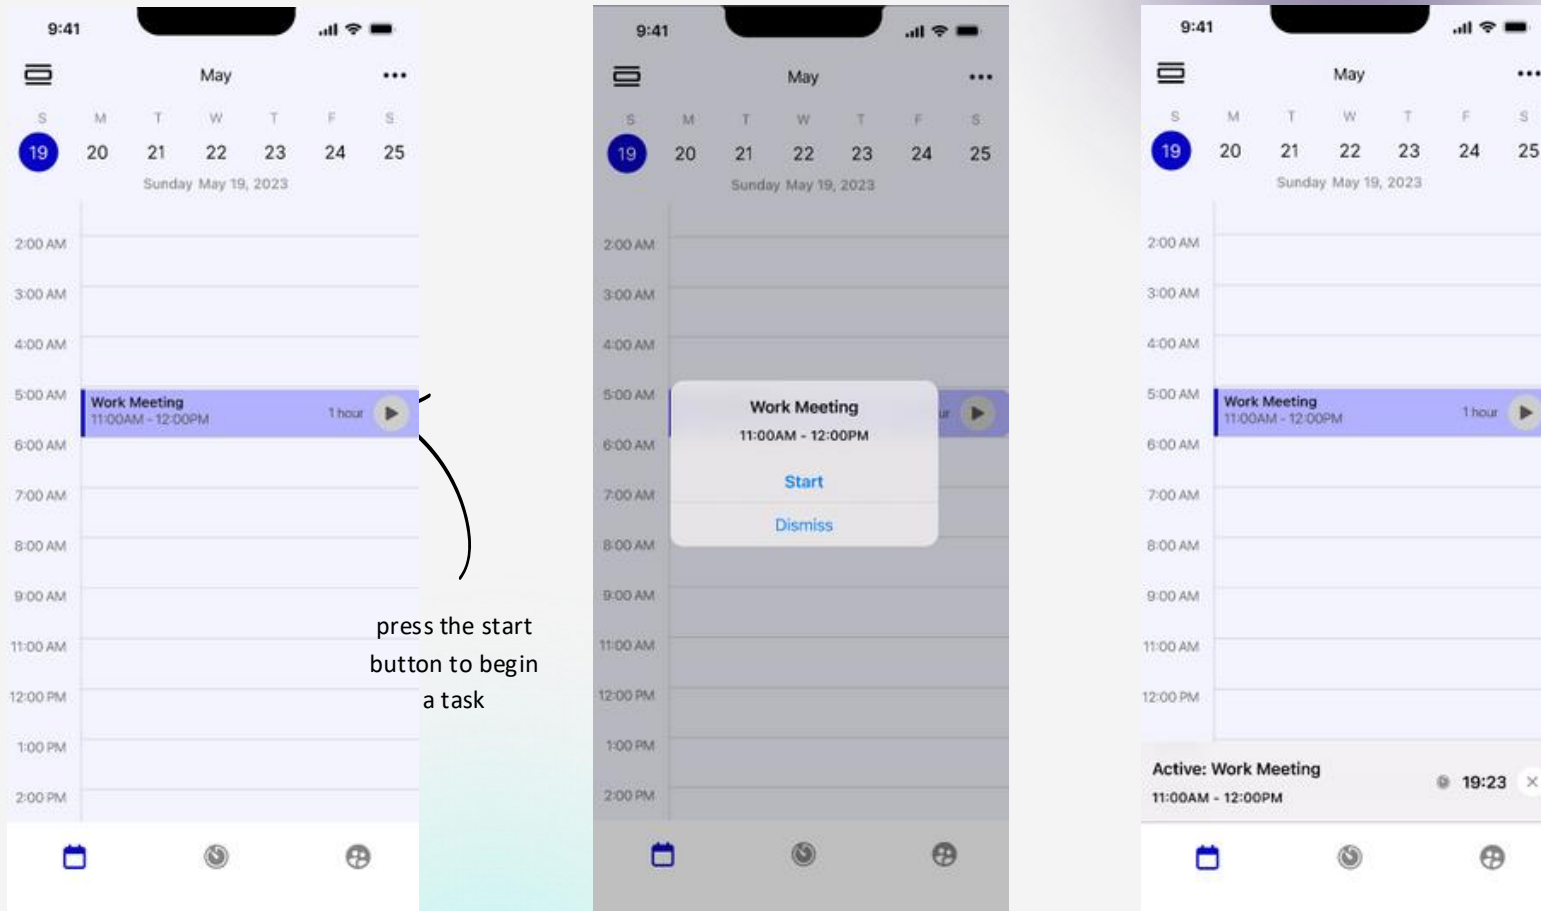 9:41
May
S M T W T F S
19 20 21 22 23 24 25
Sunday May 19, 2023
2:00 AM
3:00 AM
4:00 AM
5:00 AM
Work Meeting
11:00AM - 12:00PM
1 hour
6:00 AM
7:00 AM
8:00 AM
9:00 AM
11:00 AM
12:00 PM
1:00 PM
2:00 PM
press the start
button to begin
a task
9:41
May
S M T W T F S
19 20 21 22 23 24 25
Sunday May 19, 2023
2:00 AM
3:00 AM
4:00 AM
5:00 AM
ur
Work Meeting
11:00AM - 12:00PM
Start
Dismiss
6:00 AM
7:00 AM
8:00 AM
9:00 AM
11:00 AM
12:00 PM
1:00 PM
2:00 PM
9:41
May
S M T W T F S
19 20 21 22 23 24 25
Sunday May 19, 2023
2:00 AM
3:00 AM
4:00 AM
5:00 AM
Work Meeting
11:00AM - 12:00PM
1 hour
6:00 AM
7:00 AM
8:00 AM
9:00 AM
11:00 AM
12:00 PM
Active: Work Meeting
11:00AM - 12:00PM
19:23